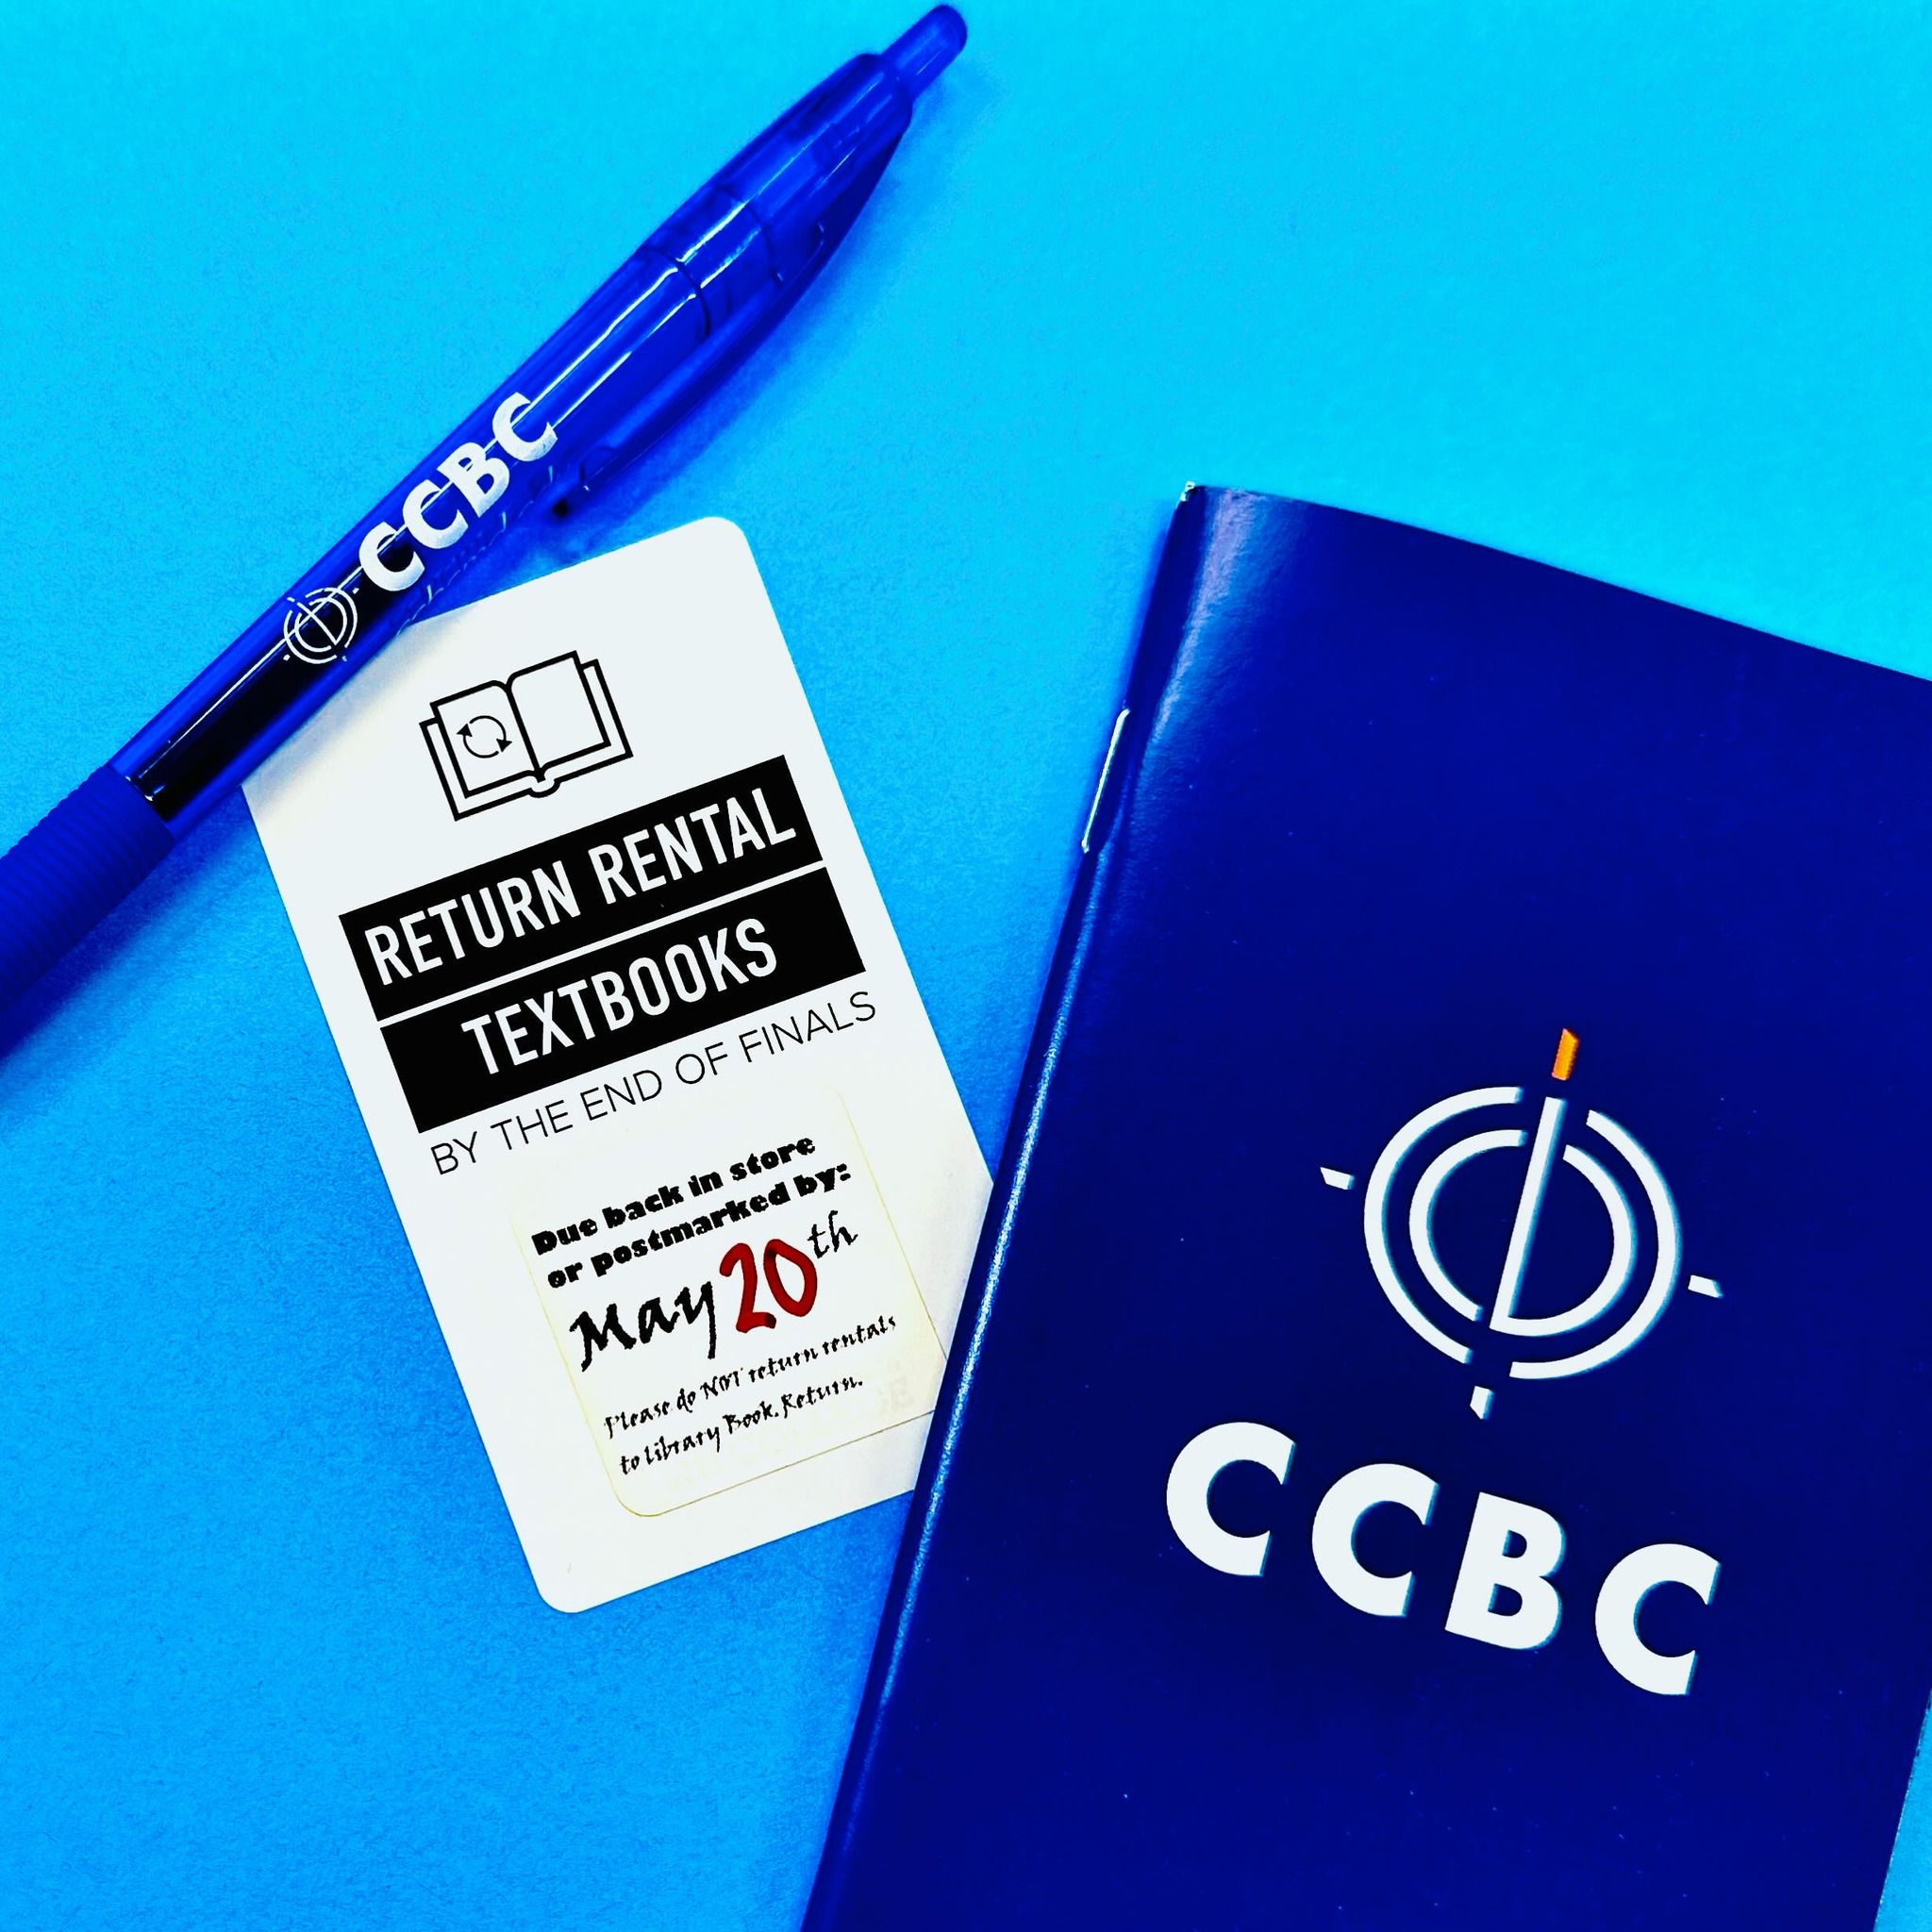 CCBC
RETURN RENTAL
TEXTBOOKS
BY THE END OF FINALS
Due back in store
or postmarked by:
May 20th
Please do NOT return rentals
to Library Book Return.
CCBC